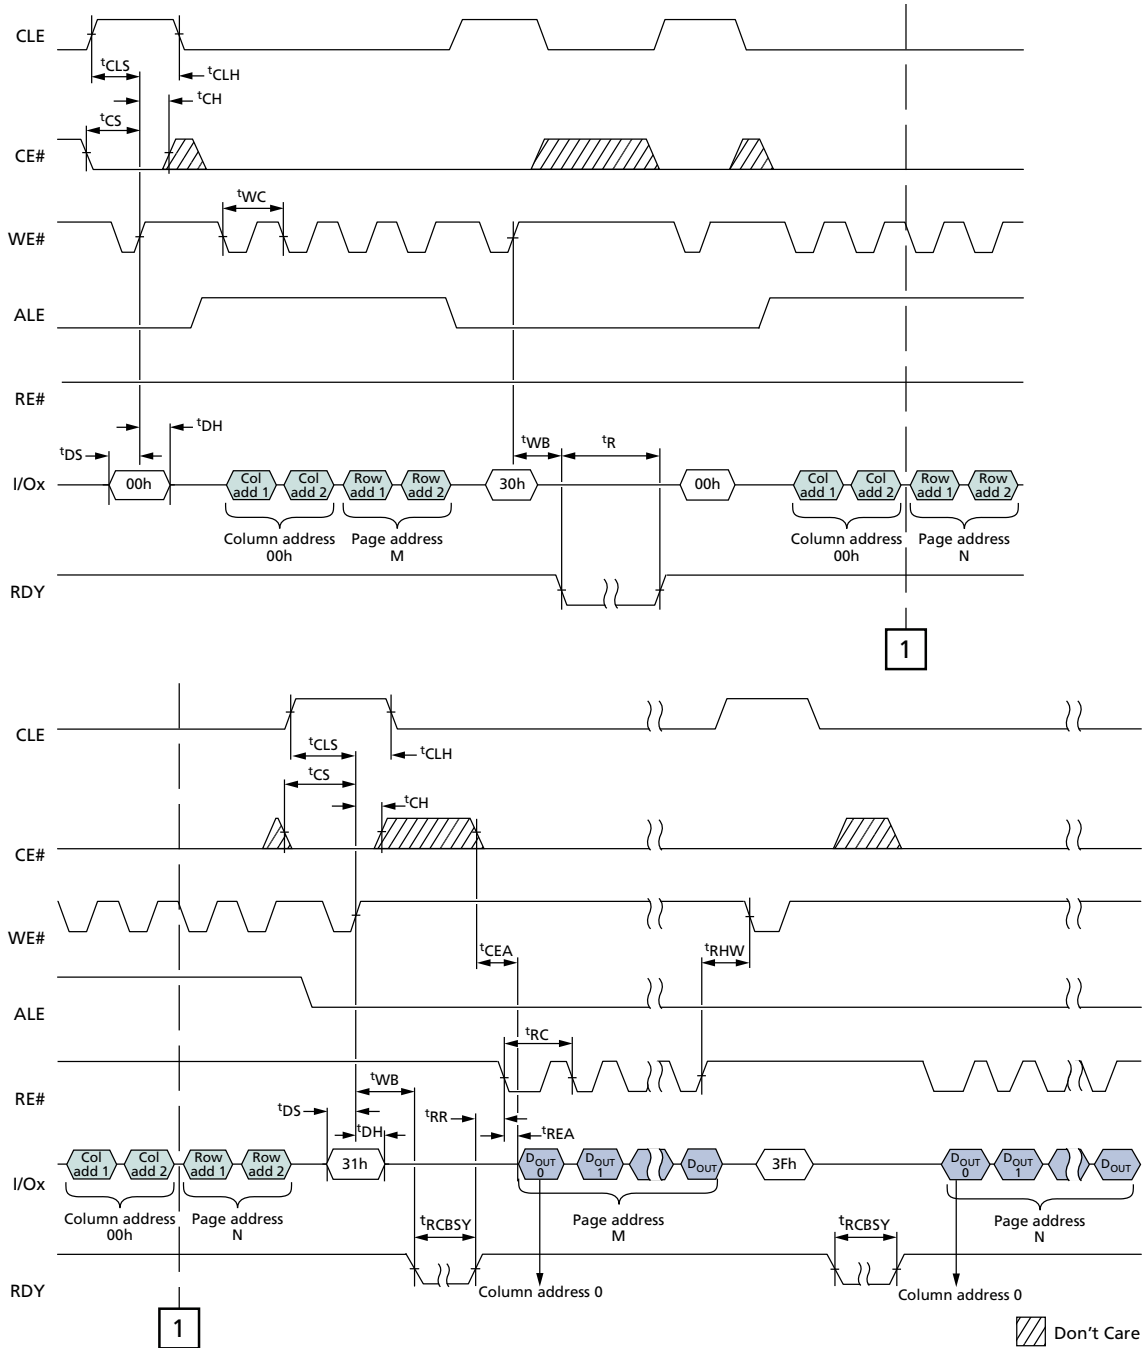 CLE
tCLS
tCLH
tCH
tCS
CE#
tWC
WE#
ALE
RE#
tDH
tDS
tWB
tR
I/Ox
00h
Col add 1
Col add 2
Row add 1
Row add 2
30h
00h
Col add 1
Col add 2
Row add 1
Row add 2
Column address
00h
Page address
M
Column address
00h
Page address
N
RDY
1
CLE
tCLS
tCLH
tCS
tCH
CE#
WE#
tCEA
tRHW
ALE
tRC
RE#
tWB
tDS
tRR
tDH
tREA
I/Ox
Col add 1
Col add 2
Row add 1
Row add 2
31h
DOUT 0
DOUT 1
DOUT
3Fh
DOUT 0
DOUT 1
DOUT
Column address
00h
Page address
N
Page address
M
Page address
N
tRCBSY
tRCBSY
RDY
Column address 0
Column address 0
1
Don't Care